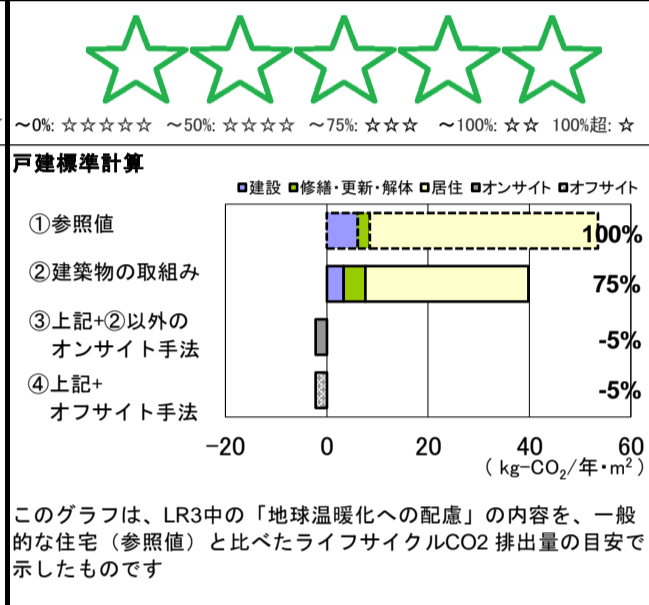 ～0%: ☆☆☆☆☆ ～50%: ☆☆☆☆ ～75%: ☆☆☆ ～100%: ☆☆ 100%超: ☆
戸建標準計算
■建設 ■修繕・更新・解体 ■居住 ■オンサイト ■オフサイト
①参照値
100%
②建築物の取組み
75%
③上記+②以外の
オンサイト手法
-5%
④上記+
オフサイト手法
-5%
−20 0 20 40 60
（ kg-CO₂/年・m²）
このグラフは、LR3中の「地球温暖化への配慮」の内容を、一般
的な住宅（参照値）と比べたライフサイクルCO2 排出量の目安で
示したものです